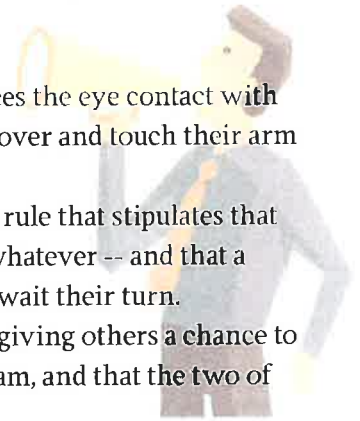 es the eye contact with
over and touch their arm
rule that stipulates that
whatever -- and that a
wait their turn.
giving others a chance to
am, and that the two of